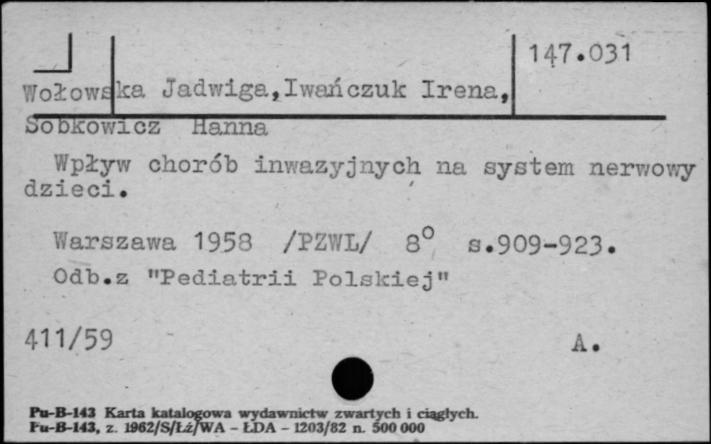 147.031
Wołowska Jadwiga,Iwańczuk Irena,
Sobkowicz Hanna
Wpływ chorób inwazyjnych na system nerwowy
dzieci.
Warszawa 1958 /PZWL/ 8° s.909-923.
Odb.z "Pediatrii Polskiej"
411/59 A.
Pu-B-143 Karta katalogowa wydawnictw zwartych i ciągłych.
Pu-B-143, z. 1962/S/Łż/WA - ŁDA - 1203/82 n. 500 000